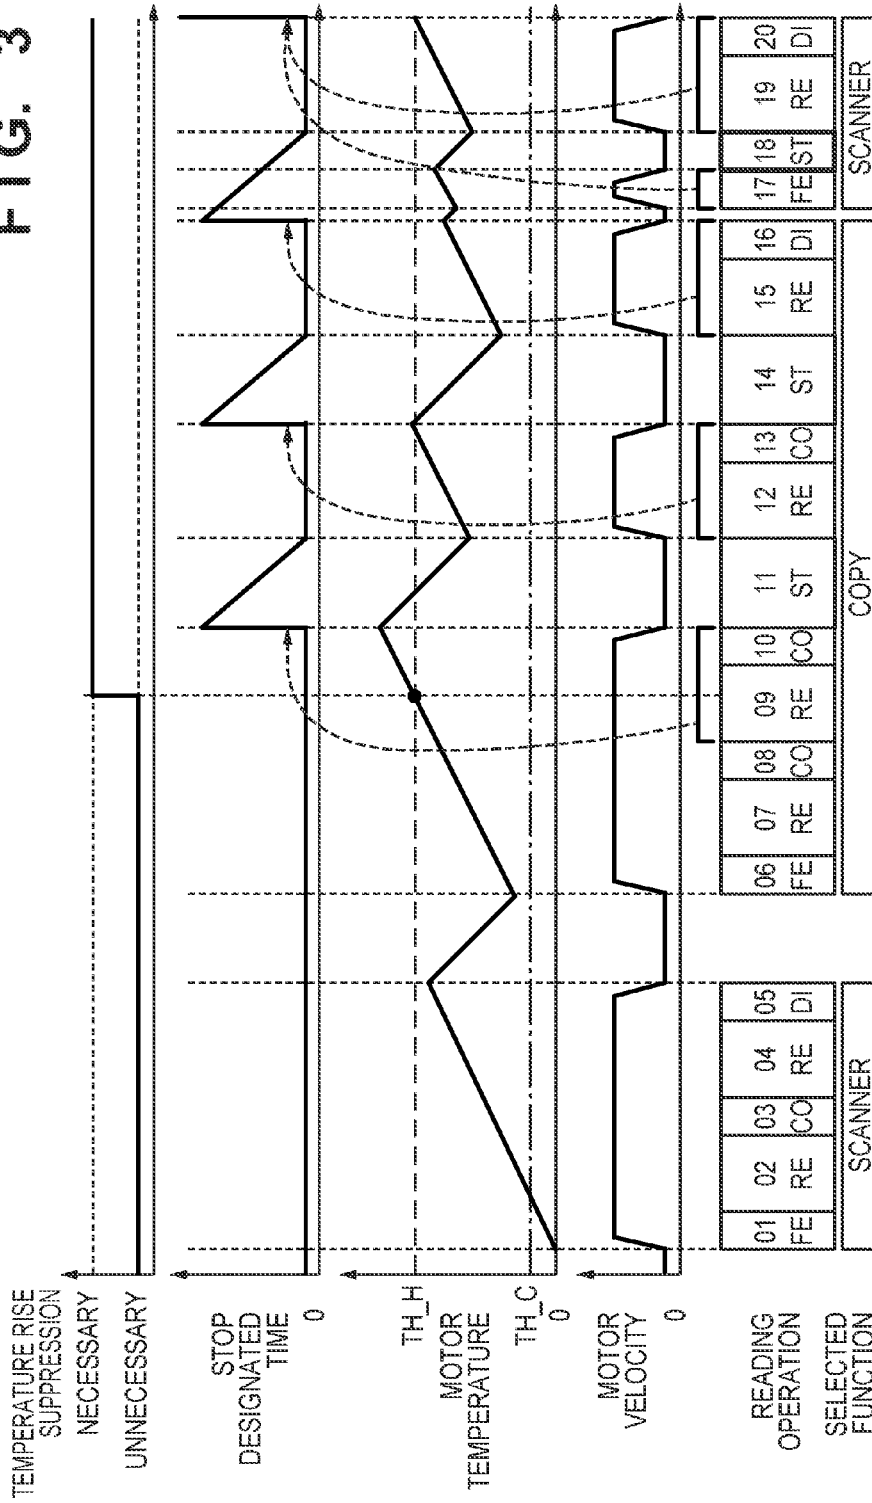 FIG. 3
TEMPERATURE RISE
SUPPRESSION
NECESSARY
UNNECESSARY
STOP
DESIGNATED
TIME
0
TH_H
MOTOR
TEMPERATURE
TH_C
0
MOTOR
VELOCITY
0
READING
OPERATION
01 02 03 04 05 06 07 08 09 10 11 12 13 14 15 16 17 18 19 20
FE RE CO RE DI FE RE CO RE CO ST RE CO ST RE DI FE ST RE DI
SELECTED
FUNCTION
SCANNER COPY SCANNER